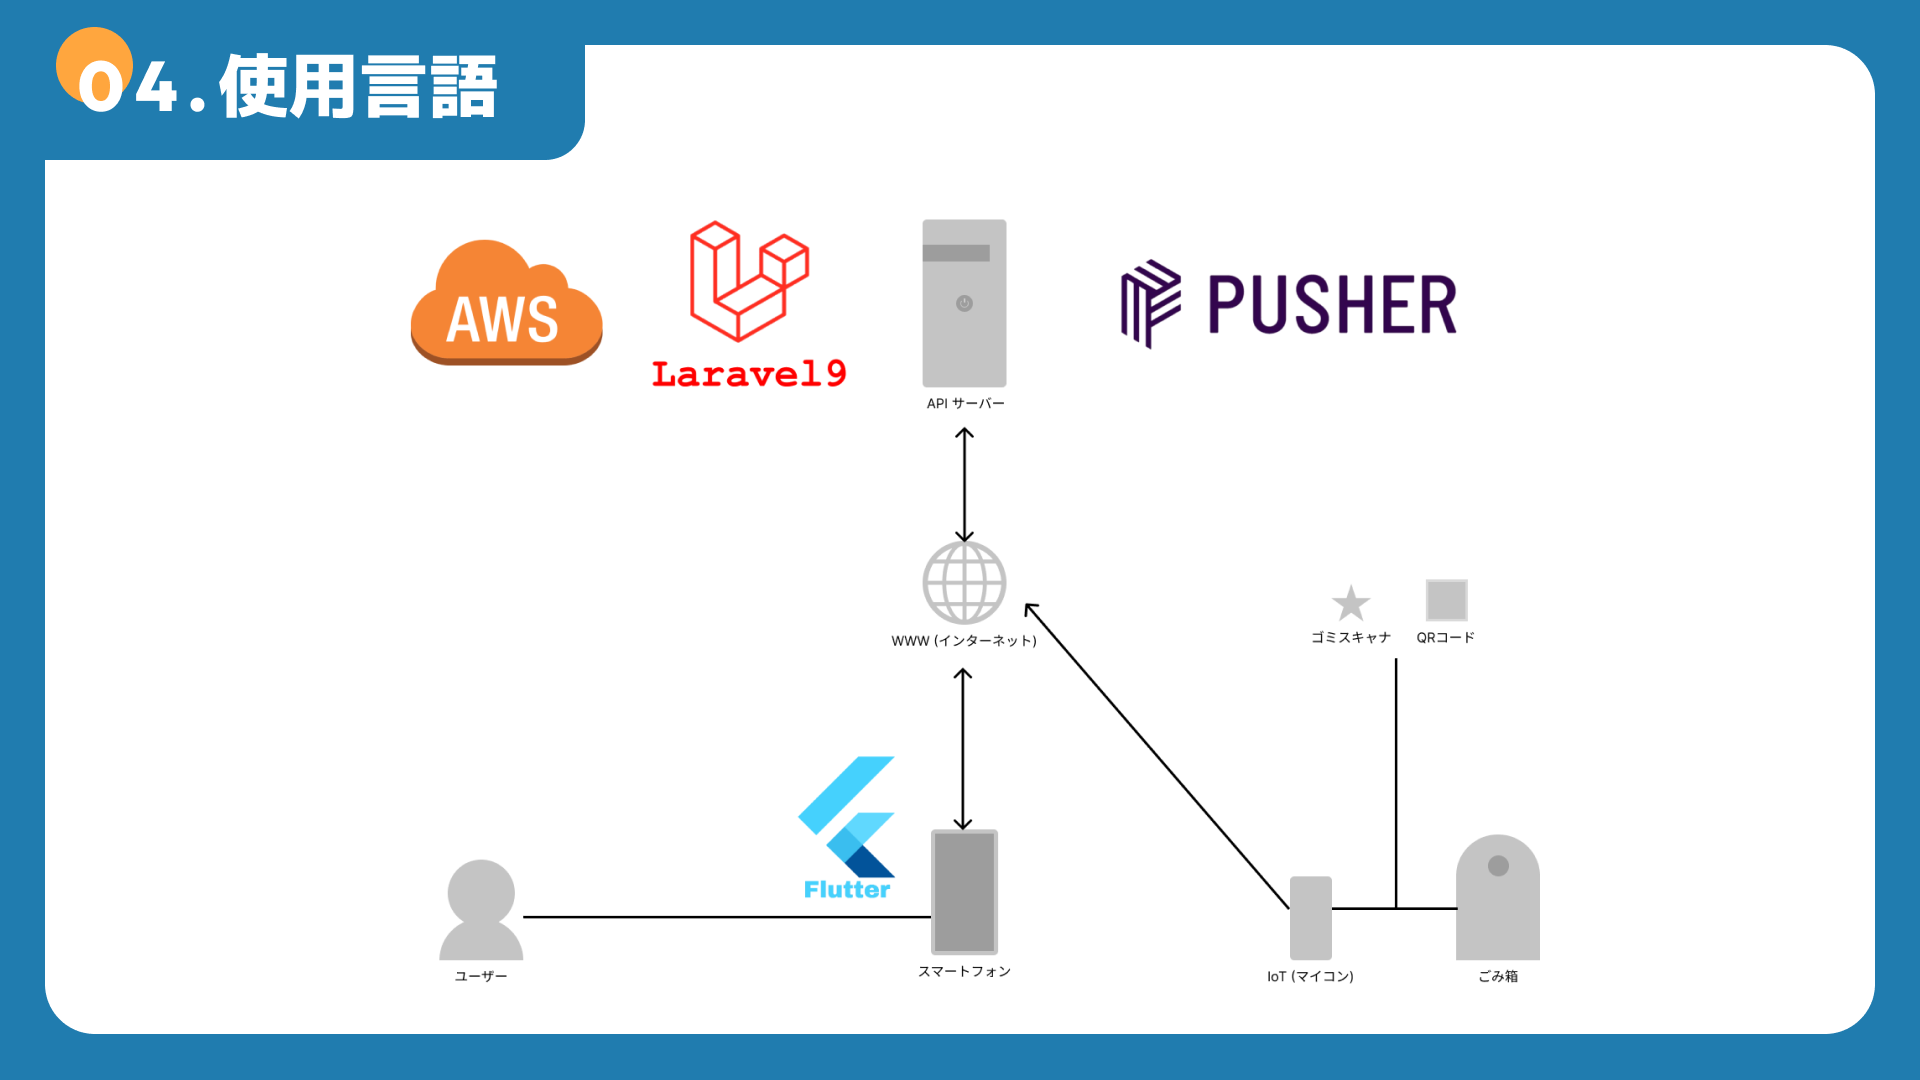 04.使用言語
AWS
Laravel9
PUSHER
API サーバー
WWW (インターネット)
ゴミスキャナ
QRコード
Flutter
ユーザー
スマートフォン
IoT (マイコン)
ごみ箱